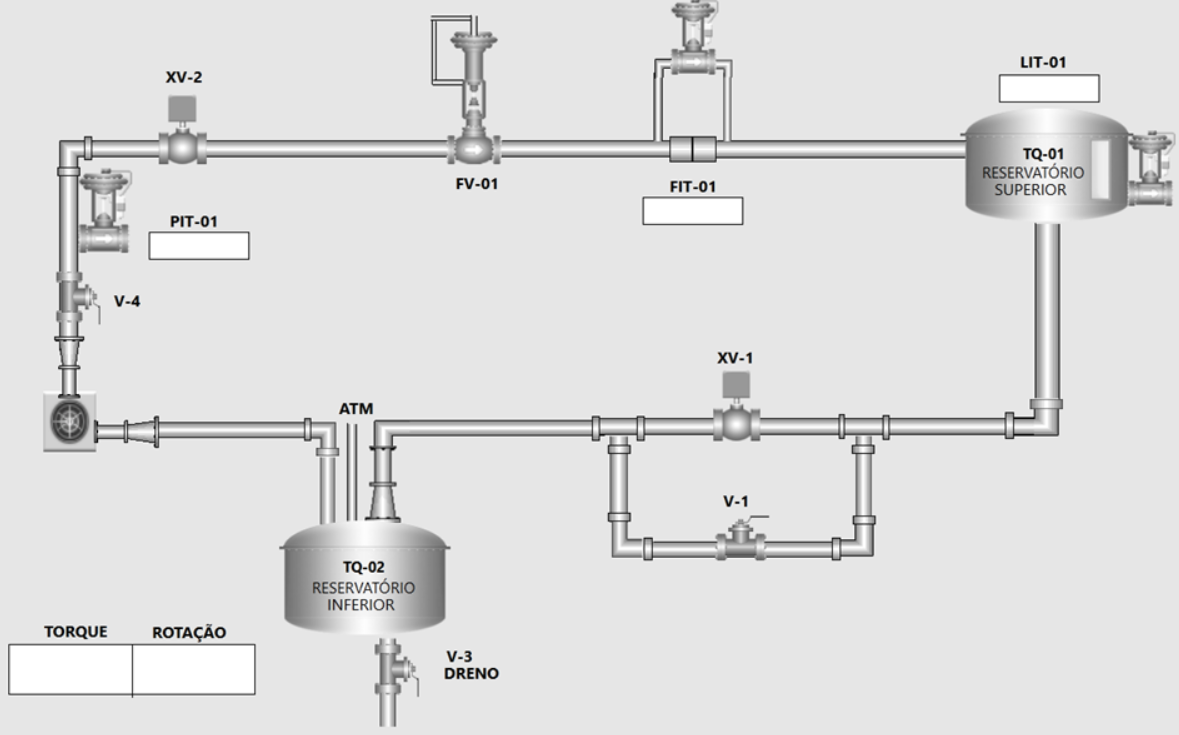 XV-2
LIT-01
TQ-01
RESERVATÓRIO
SUPERIOR
FV-01
FIT-01
PIT-01
V-4
XV-1
ATM
V-1
TQ-02
RESERVATÓRIO
INFERIOR
TORQUE ROTAÇÃO
V-3
DRENO